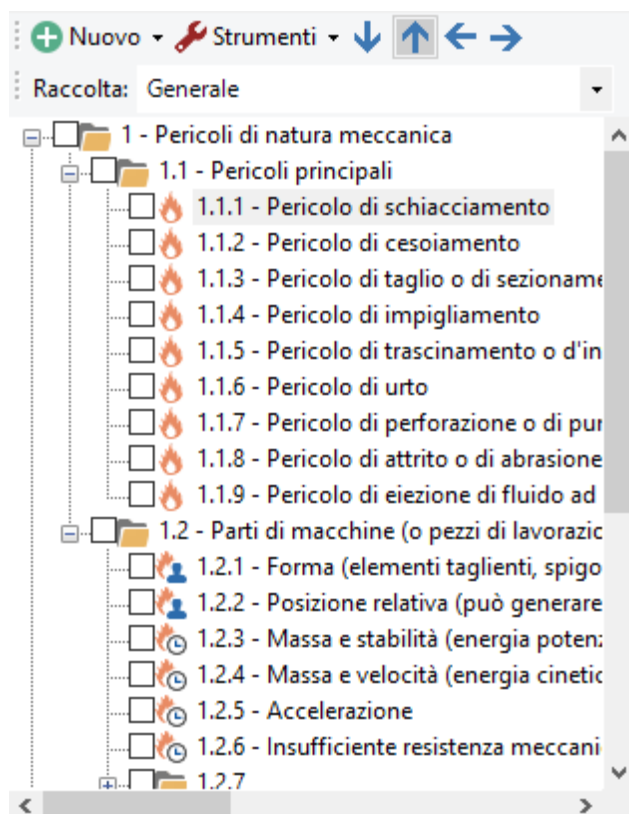 Nuovo Strumenti
Raccolta: Generale
1 - Pericoli di natura meccanica
1.1 - Pericoli principali
1.1.1 - Pericolo di schiacciamento
1.1.2 - Pericolo di cesoiamento
1.1.3 - Pericolo di taglio o di sezioname
1.1.4 - Pericolo di impigliamento
1.1.5 - Pericolo di trascinamento o d'in
1.1.6 - Pericolo di urto
1.1.7 - Pericolo di perforazione o di pun
1.1.8 - Pericolo di attrito o di abrasione
1.1.9 - Pericolo di eiezione di fluido ad
1.2 - Parti di macchine (o pezzi di lavorazio
1.2.1 - Forma (elementi taglienti, spigo
1.2.2 - Posizione relativa (può generare
1.2.3 - Massa e stabilità (energia potenz
1.2.4 - Massa e velocità (energia cinetic
1.2.5 - Accelerazione
1.2.6 - Insufficiente resistenza meccani
1.2.7